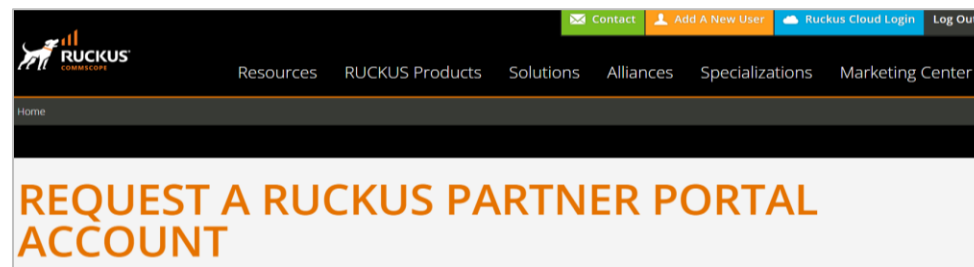 Contact Add A New User Ruckus Cloud Login Log Out
RUCKUS
COMMSCOPE
Resources RUCKUS Products Solutions Alliances Specializations Marketing Center
Home
REQUEST A RUCKUS PARTNER PORTAL
ACCOUNT